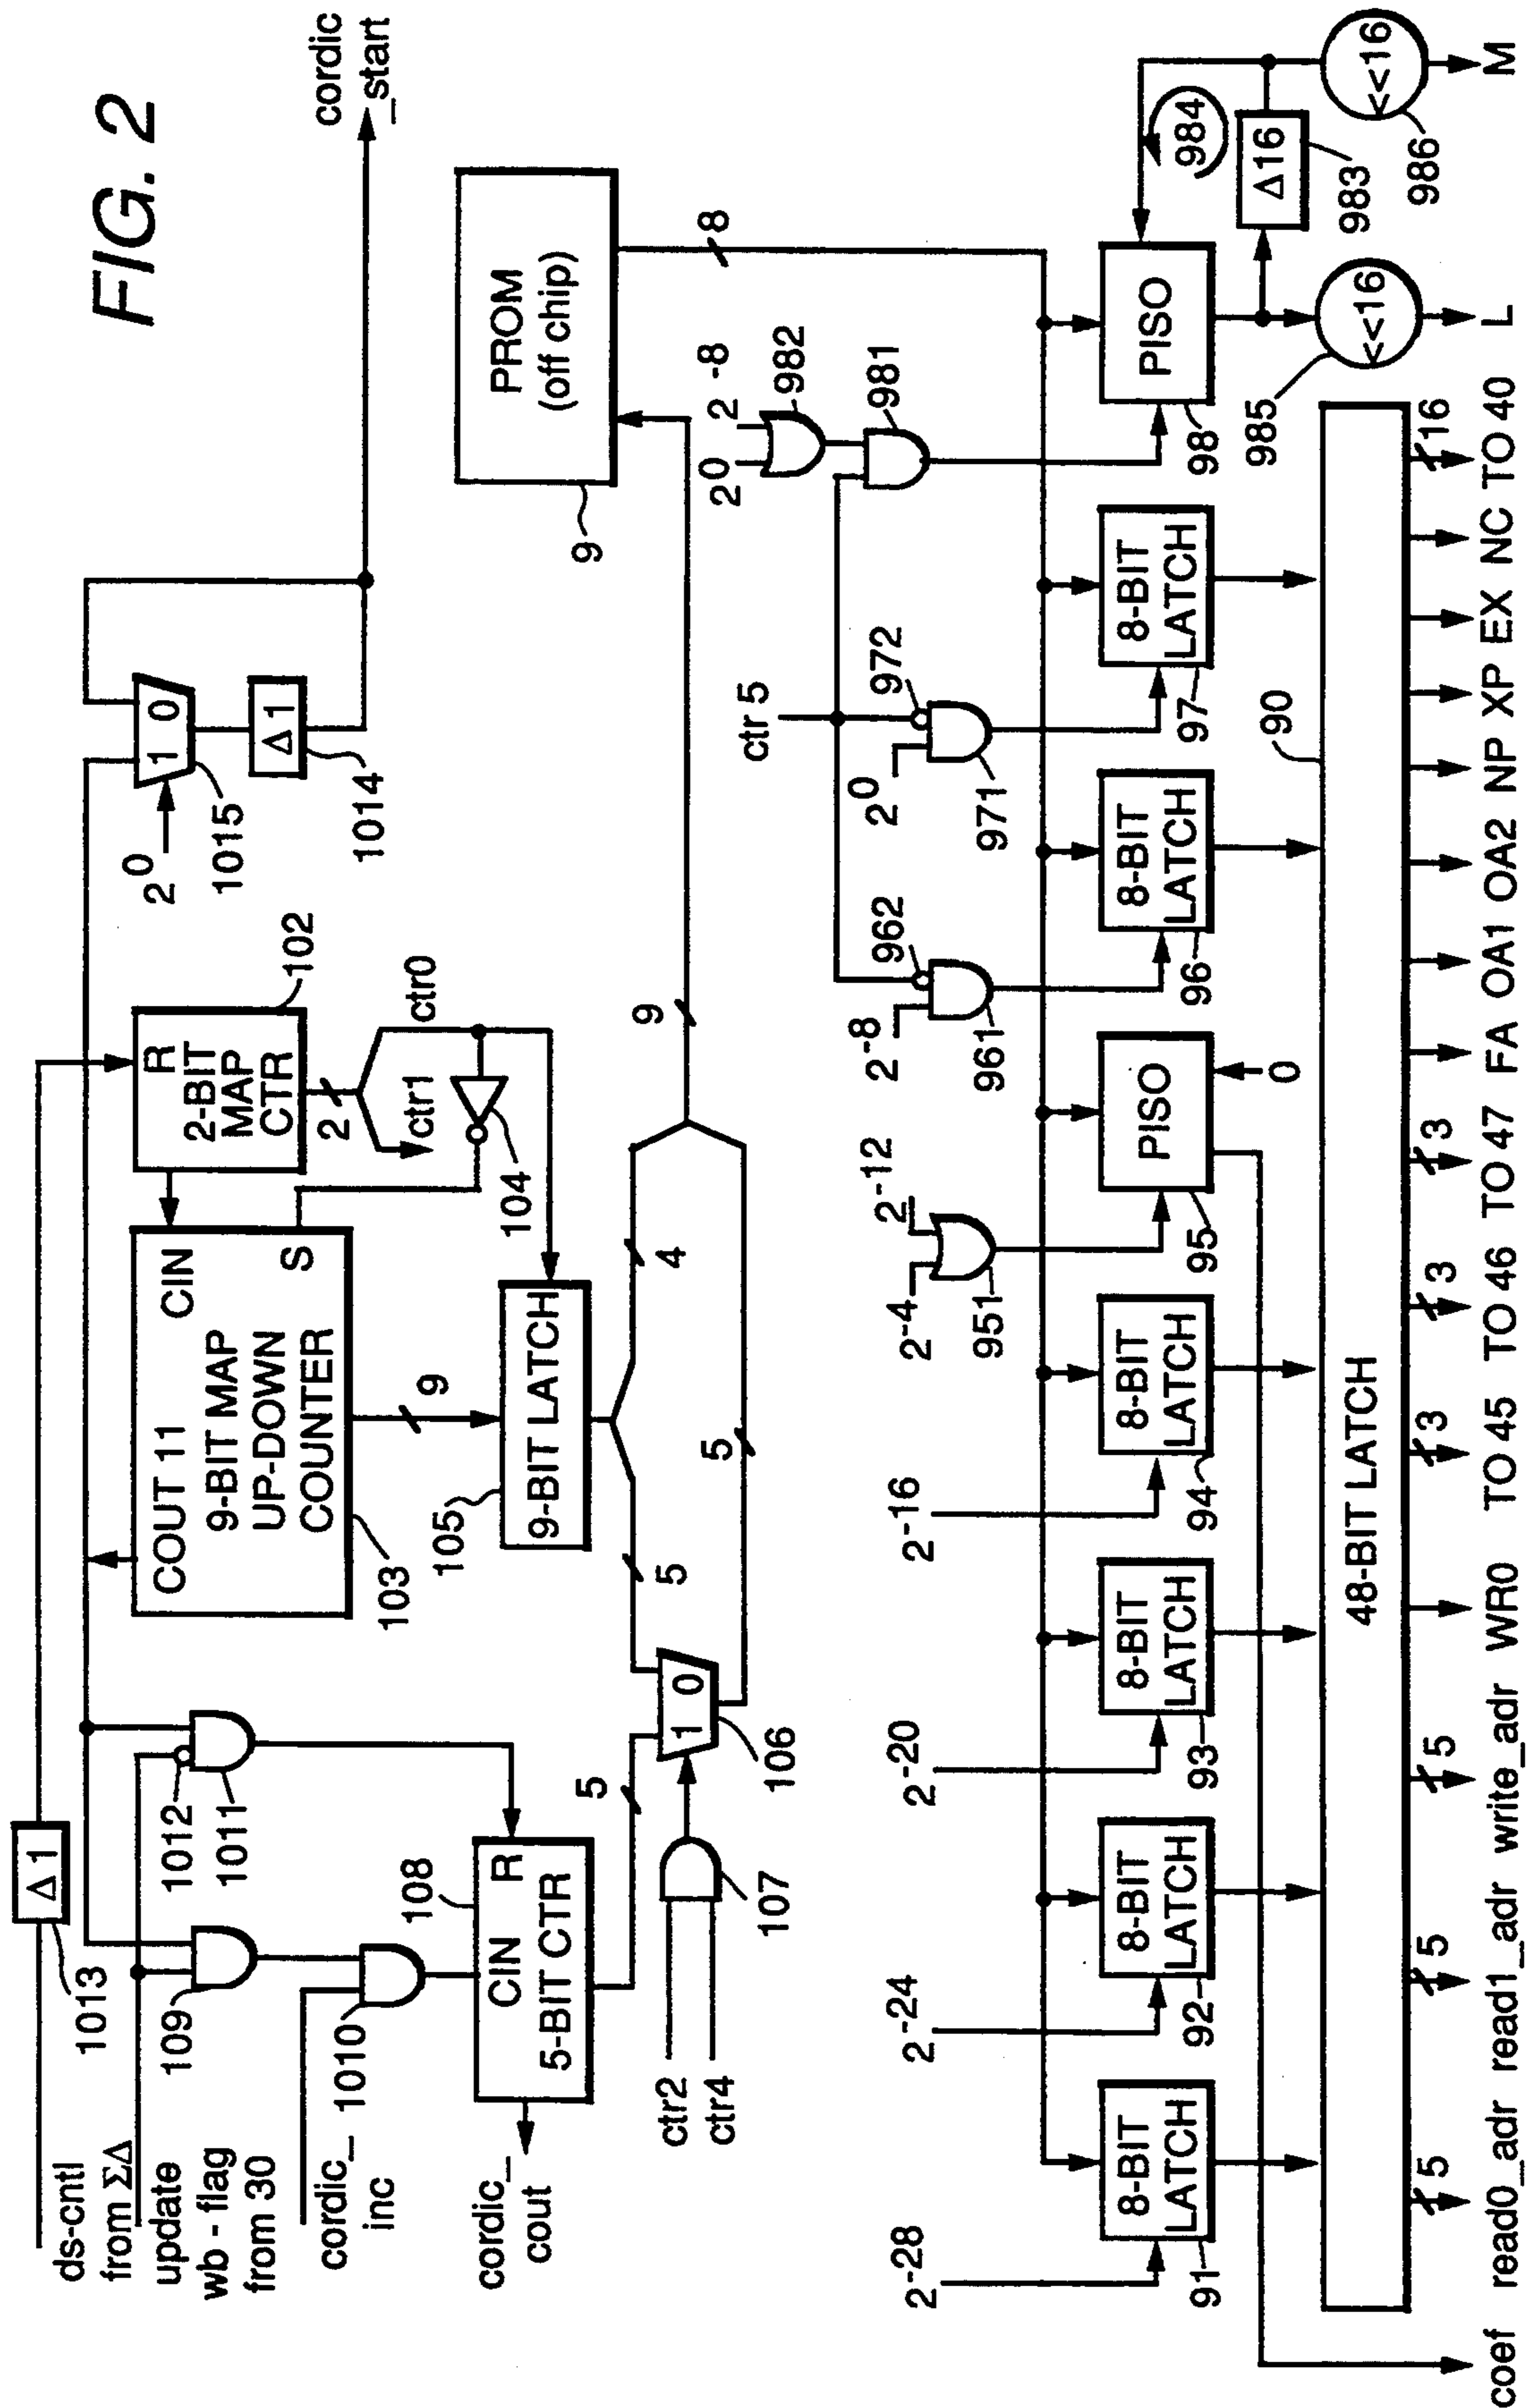 FIG. 2
ds-cntl
from ΣΔ
update
wb - flag
from 30
cordic_
inc
cordic_
cout
Δ 1
1013
109
1010
1012
1011
108
CIN R
5-BIT CTR
ctr2
ctr4
107
5
1 0
106
COUT 11
CIN
9-BIT MAP
UP-DOWN
COUNTER
S
103
R
2-BIT
MAP
CTR
102
2
ctr0
ctr1
104
9
9-BIT LATCH
105
5
4
5
9
2^0
1 0
1015
Δ 1
1014
cordic
_start
PROM
(off chip)
9
8
2^-28
8-BIT
LATCH
91
2^-24
8-BIT
LATCH
92
2^-20
8-BIT
LATCH
93
2^-16
8-BIT
LATCH
94
2^-4
2^-12
951
PISO
95
0
2^-8
962
961
8-BIT
LATCH
96
ctr 5
2^0
972
971
8-BIT
LATCH
97
2^0
2^-8
982
981
PISO
98
984
Δ 16
983
<<16
985
<<16
986
48-BIT LATCH
90
5
5
5
3
3
3
16
coef read0_adr read1_adr write_adr WR0 TO 45 TO 46 TO 47 FA OA1 OA2 NP XP EX NC TO 40 L M